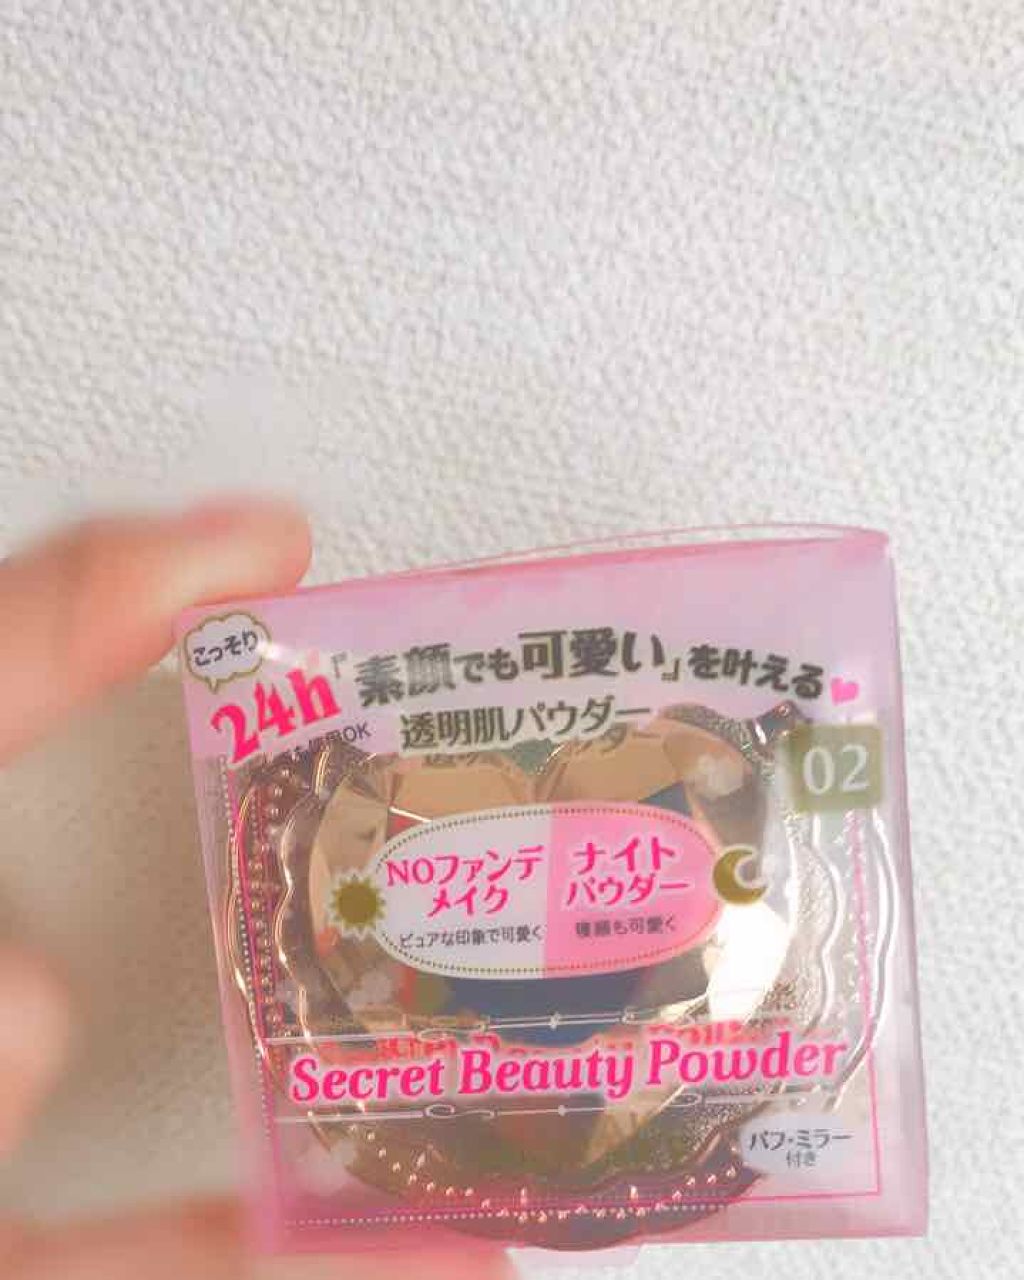 こっそり
24h
「素顔でも可愛い」を叶える
透明肌パウダー
02
NOファンデ
メイク
ピュアな印象で可愛く
ナイト
パウダー
寝顔も可愛く
Secret Beauty Powder
パフ・ミラー
付き